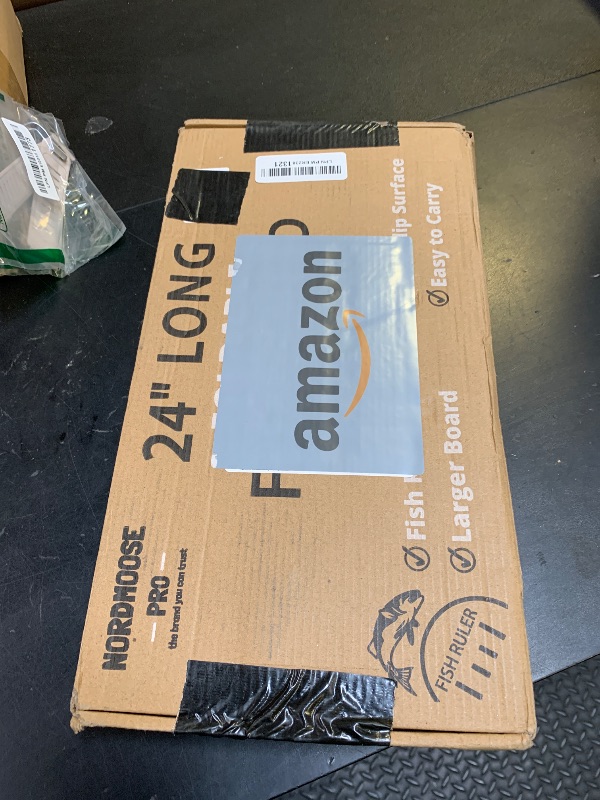 NORDMOOSE
PRO
the brand you can trust
24" LONG
amazon
Fish
Larger Board
Surface
Easy to Carry
FISH RULER
1321